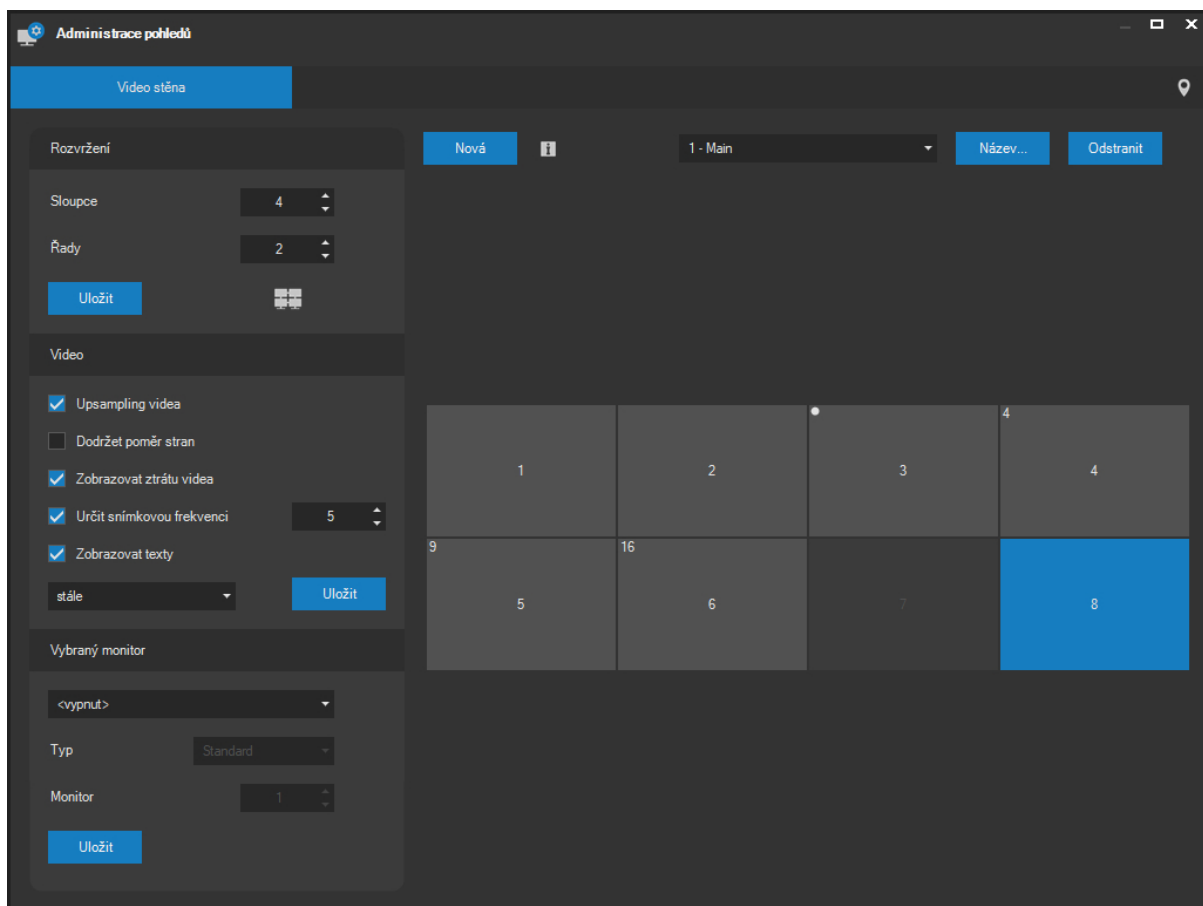 Administrace pohledů
Video stěna
Rozvržení
Nová
1 - Main
Název...
Odstranit
Sloupce 4
Řady 2
Uložit
Video
Upsampling videa
Dodržet poměr stran
Zobrazovat ztrátu videa
Určit snímkovou frekvenci 5
Zobrazovat texty
stále
Uložit
Vybraný monitor
<vypnut>
Typ Standard
Monitor 1
Uložit
4
1 2 3 4
9 16
5 6 7 8